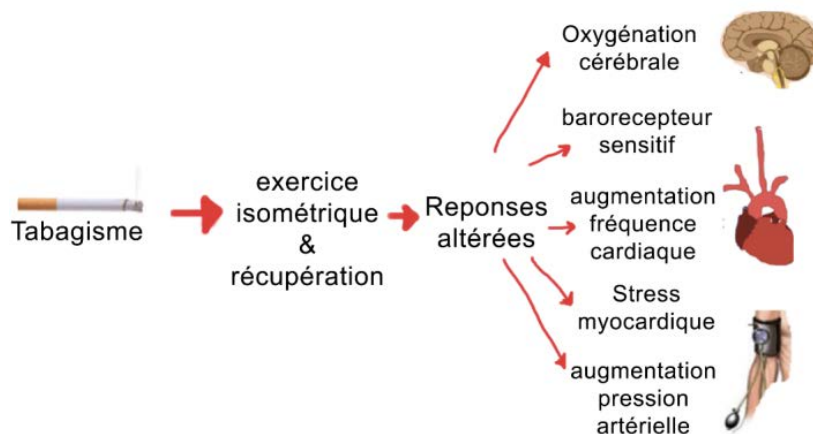 Tabagisme
exercice
isométrique
&
récupération
Reponses
altérées
Oxygénation
cérébrale
barorecepteur
sensitif
augmentation
fréquence
cardiaque
Stress
myocardique
augmentation
pression
artérielle